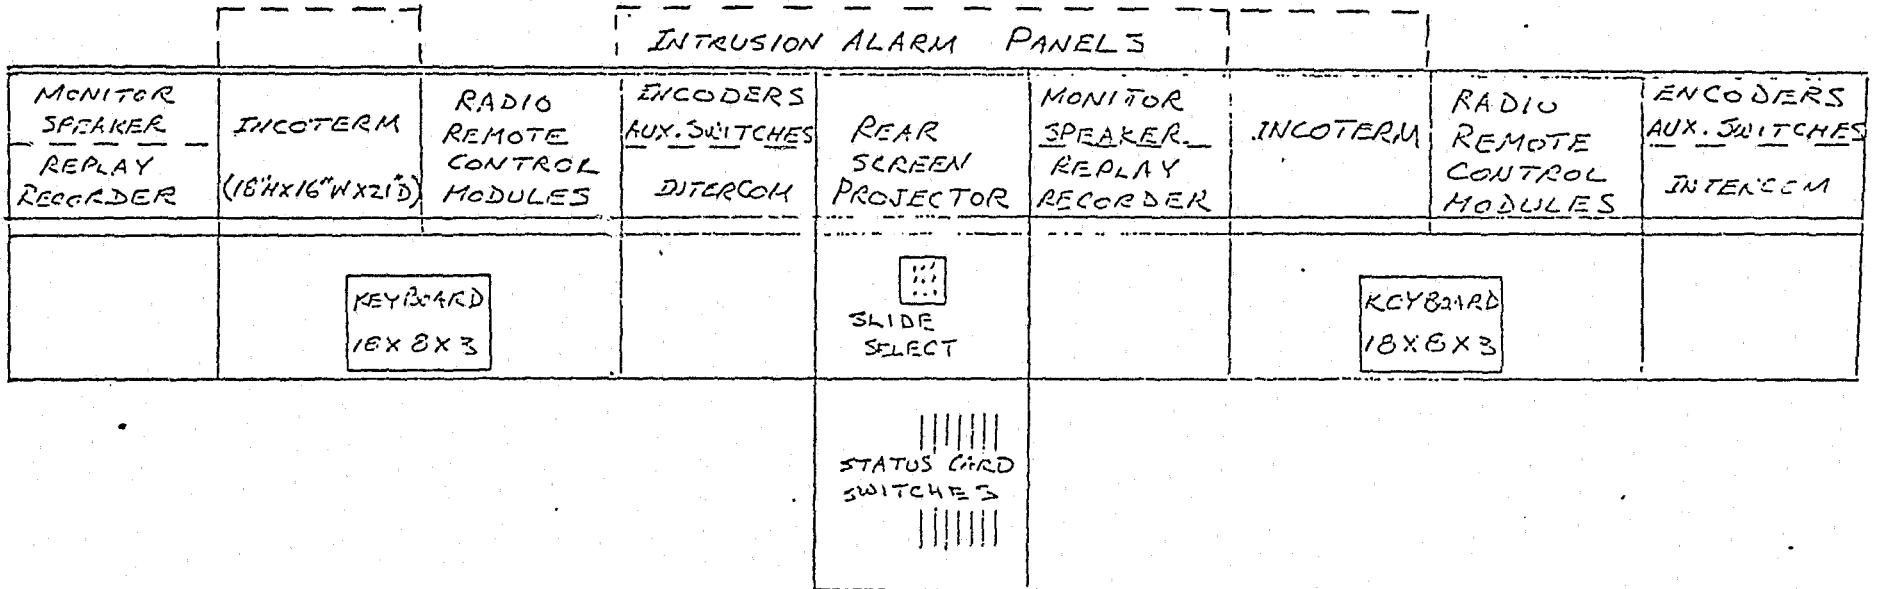 INTRUSION ALARM PANELS
MONITOR
SPEAKER
REPLAY
RECORDER
INCOTERM
(18"HX16"WX21"D)
RADIO
REMOTE
CONTROL
MODULES
ENCODERS
AUX. SWITCHES
INTERCOM
REAR
SCREEN
PROJECTOR
MONITOR
SPEAKER
REPLAY
RECORDER
INCOTERM
RADIO
REMOTE
CONTROL
MODULES
ENCODERS
AUX. SWITCHES
INTERCOM
KEYBOARD
18X8X3
SLIDE
SELECT
KEYBOARD
18X8X3
STATUS CARD
SWITCHES